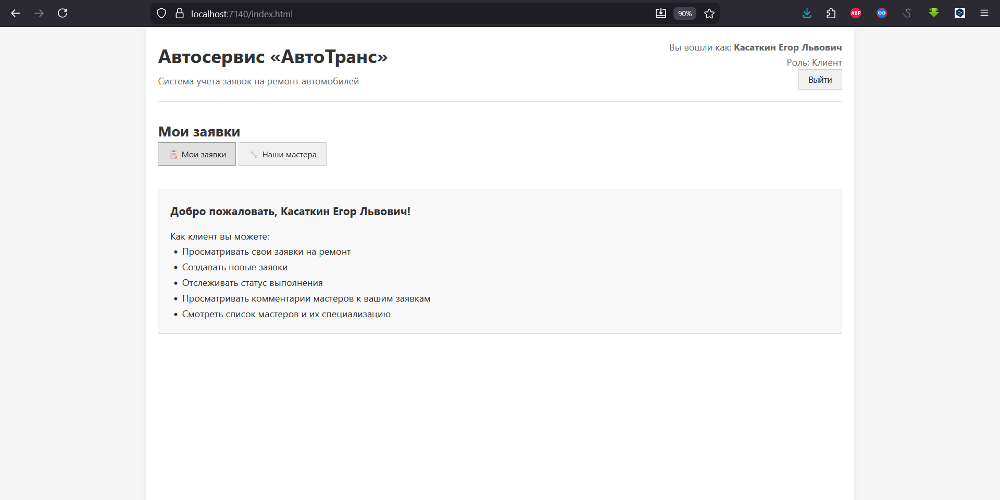 localhost:7140/index.html
90%
ABP
Автосервис «АвтоТранс»
Система учета заявок на ремонт автомобилей
Вы вошли как: Касаткин Егор Львович
Роль: Клиент
Выйти
Мои заявки
Мои заявки
Наши мастера
Добро пожаловать, Касаткин Егор Львович!
Как клиент вы можете:
• Просматривать свои заявки на ремонт
• Создавать новые заявки
• Отслеживать статус выполнения
• Просматривать комментарии мастеров к вашим заявкам
• Смотреть список мастеров и их специализацию